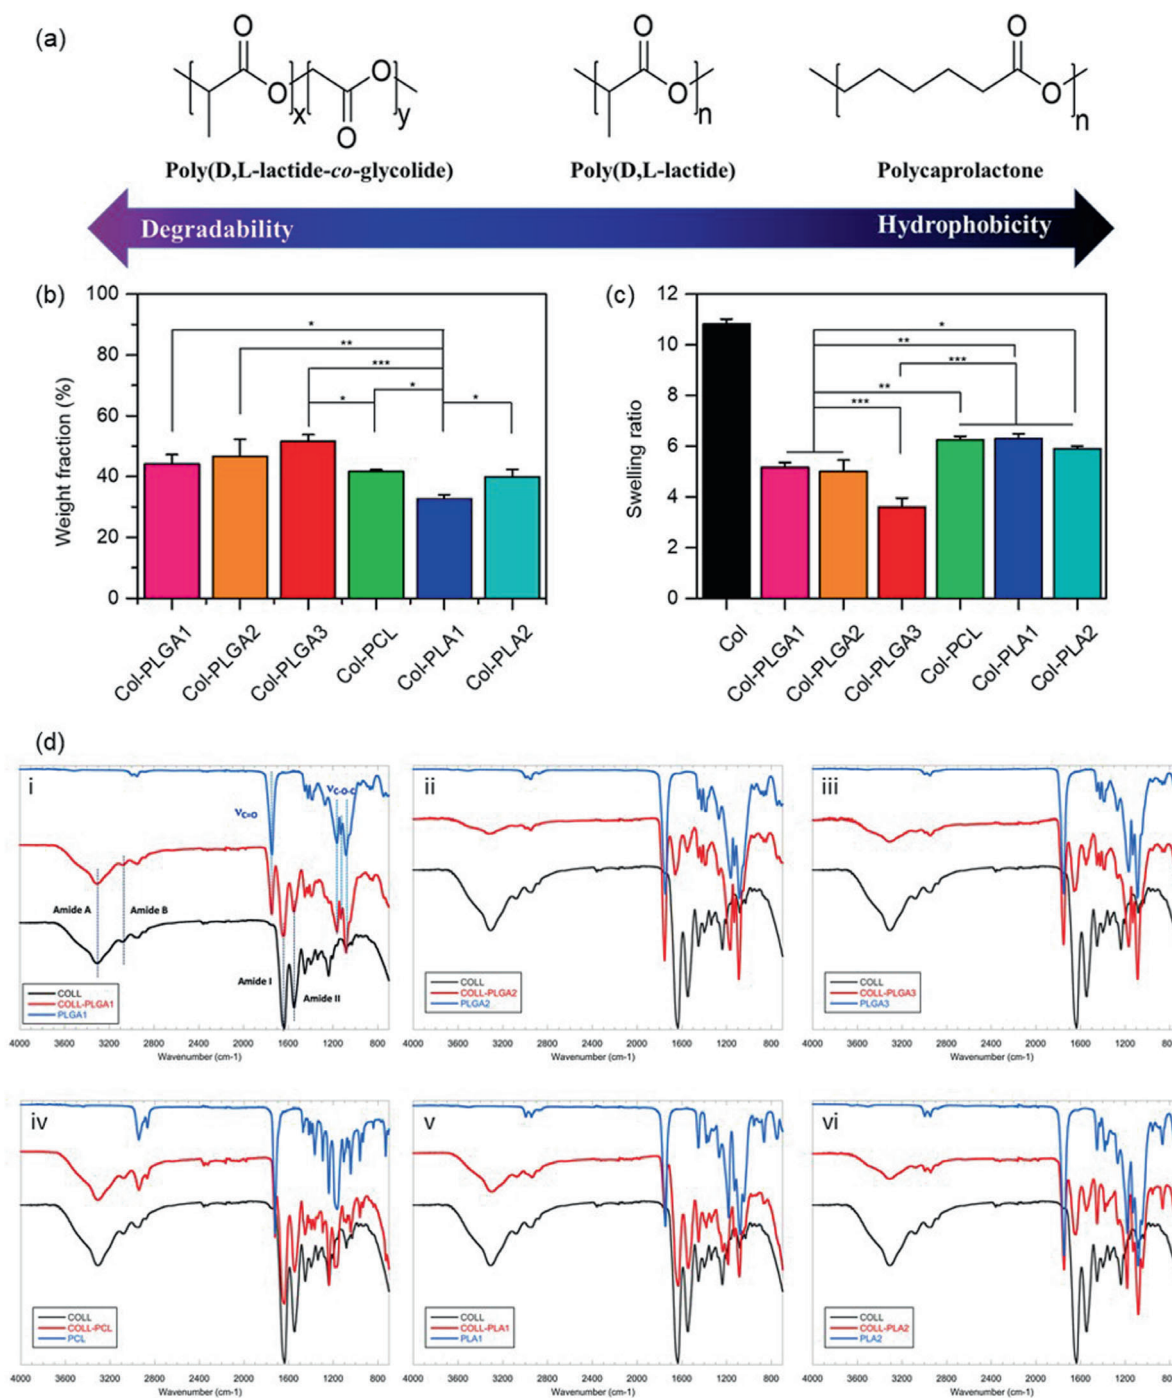 (a)
O
O
x
O
O
y
Poly(D,L-lactide-co-glycolide)
O
O
n
Poly(D,L-lactide)
O
O
n
Polycaprolactone
Degradability
Hydrophobicity
(b)
Weight fraction (%)
100
80
60
40
20
0
*
**
***
*
*
*
Col-PLGA1
Col-PLGA2
Col-PLGA3
Col-PCL
Col-PLA1
Col-PLA2
(c)
Swelling ratio
12
10
8
6
4
2
0
*
**
***
**
***
Col
Col-PLGA1
Col-PLGA2
Col-PLGA3
Col-PCL
Col-PLA1
Col-PLA2
(d)
i
νC=O
νC-O-C
Amide A
Amide B
Amide I
Amide II
COLL
COLL-PLGA1
PLGA1
4000 3600 3200 2800 2400 2000 1600 1200 800
Wavenumber (cm-1)
ii
COLL
COLL-PLGA2
PLGA2
4000 3600 3200 2800 2400 2000 1600 1200 800
Wavenumber (cm-1)
iii
COLL
COLL-PLGA3
PLGA3
4000 3600 3200 2800 2400 2000 1600 1200 800
Wavenumber (cm-1)
iv
COLL
COLL-PCL
PCL
4000 3600 3200 2800 2400 2000 1600 1200 800
Wavenumber (cm-1)
v
COLL
COLL-PLA1
PLA1
4000 3600 3200 2800 2400 2000 1600 1200 800
Wavenumber (cm-1)
vi
COLL
COLL-PLA2
PLA2
4000 3600 3200 2800 2400 2000 1600 1200 800
Wavenumber (cm-1)